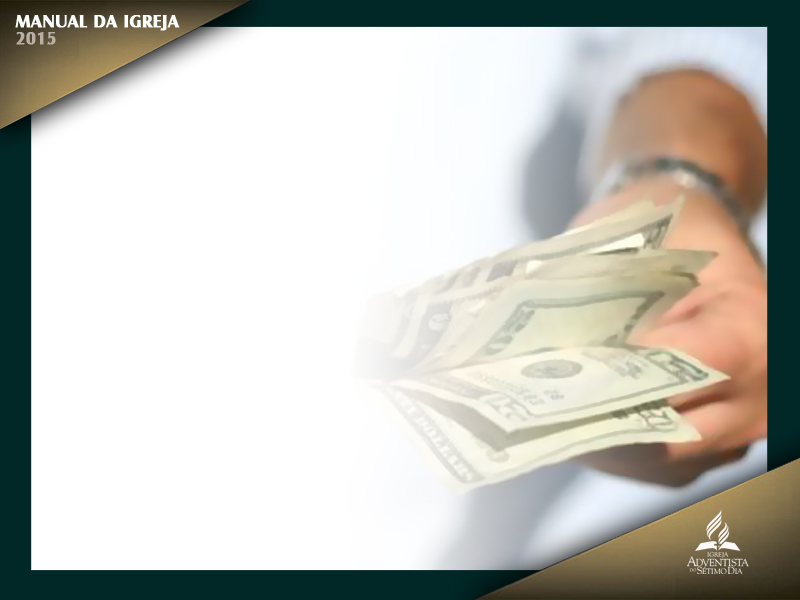 MANUAL DA IGREJA
2015
IGREJA
ADVENTISTA
DO SÉTIMO DIA